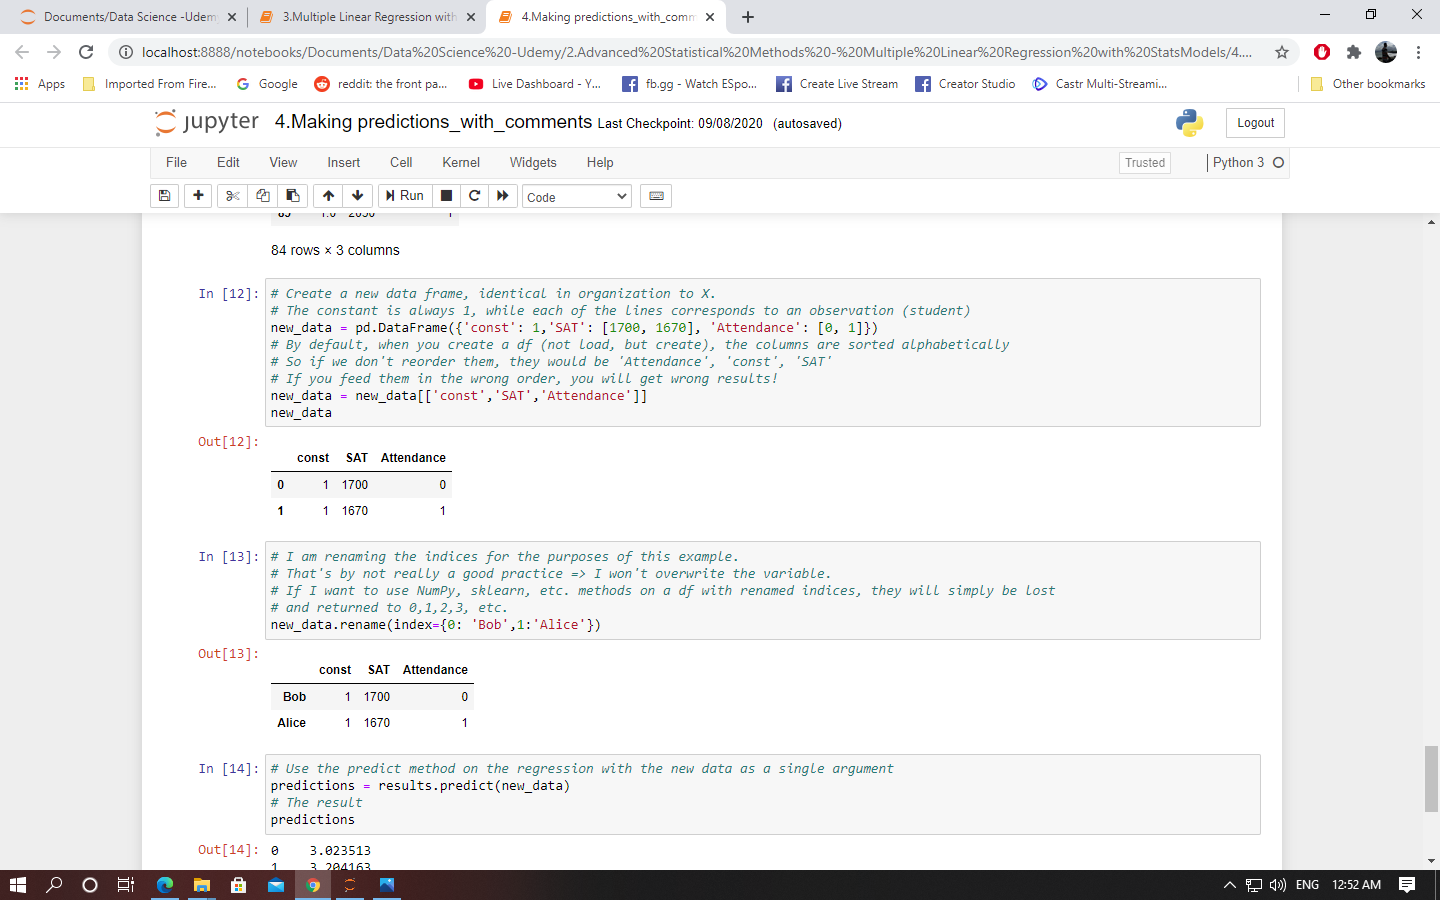 Documents/Data Science -Udem
3.Multiple Linear Regression with
4.Making predictions_with_comm
localhost:8888/notebooks/Documents/Data%20Science%20-Udemy/2.Advanced%20Statistical%20Methods%20-%20Multiple%20Linear%20Regression%20with%20StatsModels/4....
Apps
Imported From Fire...
Google
reddit: the front pa...
Live Dashboard - Y...
fb.gg - Watch ESpo...
Create Live Stream
Creator Studio
Castr Multi-Streami...
Other bookmarks
jupyter 4.Making predictions_with_comments Last Checkpoint: 09/08/2020 (autosaved)
Logout
File Edit View Insert Cell Kernel Widgets Help
Trusted
Python 3
Run
Code
84 rows × 3 columns
In [12]: # Create a new data frame, identical in organization to X.
# The constant is always 1, while each of the lines corresponds to an observation (student)
new_data = pd.DataFrame({'const': 1,'SAT': [1700, 1670], 'Attendance': [0, 1]})
# By default, when you create a df (not load, but create), the columns are sorted alphabetically
# So if we don't reorder them, they would be 'Attendance', 'const', 'SAT'
# If you feed them in the wrong order, you will get wrong results!
new_data = new_data[['const','SAT','Attendance']]
new_data
Out[12]:
const SAT Attendance
0 1 1700 0
1 1 1670 1
In [13]: # I am renaming the indices for the purposes of this example.
# That's by not really a good practice => I won't overwrite the variable.
# If I want to use NumPy, sklearn, etc. methods on a df with renamed indices, they will simply be lost
# and returned to 0,1,2,3, etc.
new_data.rename(index={0: 'Bob',1:'Alice'})
Out[13]:
const SAT Attendance
Bob 1 1700 0
Alice 1 1670 1
In [14]: # Use the predict method on the regression with the new data as a single argument
predictions = results.predict(new_data)
# The result
predictions
Out[14]: 0 3.023513
1 3.204163
ENG
12:52 AM